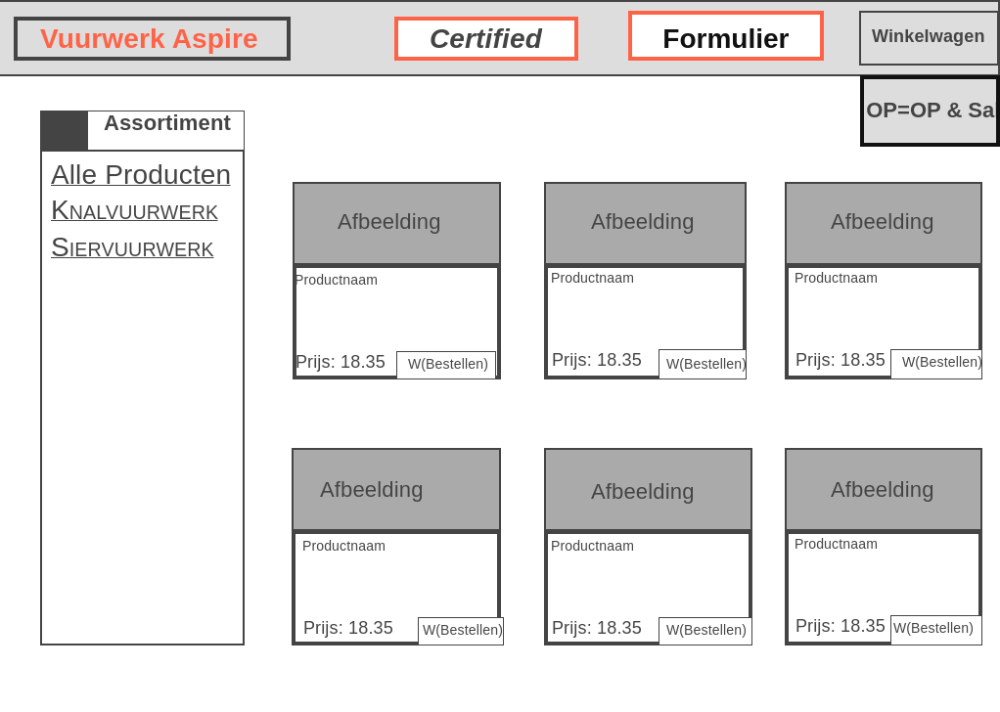 Vuurwerk Aspire
Certified
Formulier
Winkelwagen
OP=OP & Sa
Assortiment
Alle Producten
KNALVUURWERK
SIERVUURWERK
Afbeelding
Afbeelding
Afbeelding
Productnaam
Productnaam
Productnaam
Prijs: 18.35
W(Bestellen)
Prijs: 18.35
W(Bestellen)
Prijs: 18.35
W(Bestellen)
Afbeelding
Afbeelding
Afbeelding
Productnaam
Productnaam
Productnaam
Prijs: 18.35
W(Bestellen)
Prijs: 18.35
W(Bestellen)
Prijs: 18.35
W(Bestellen)